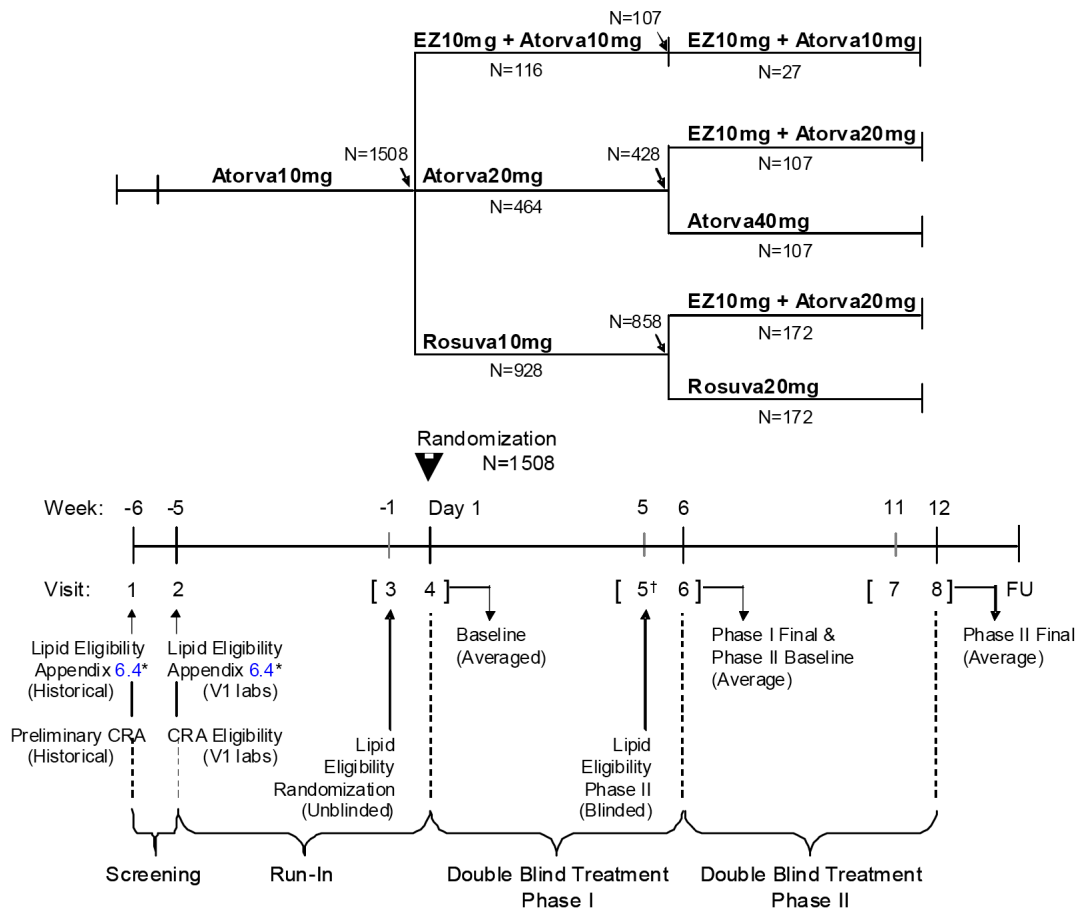 N=107
EZ10mg + Atorva10mg
EZ10mg + Atorva10mg
N=116
N=27
EZ10mg + Atorva20mg
N=1508
N=428
Atorva10mg
Atorva20mg
N=107
N=464
Atorva40mg
N=107
EZ10mg + Atorva20mg
N=858
Rosuva10mg
N=172
N=928
Rosuva20mg
N=172
Randomization
N=1508
Week: -6 -5 -1 Day 1 5 6 11 12
Visit: 1 2 [ 3 4 ] [ 5† 6 ] [ 7 8 ] FU
Lipid Eligibility
Appendix 6.4*
(Historical)
Lipid Eligibility
Appendix 6.4*
(V1 labs)
Baseline
(Averaged)
Phase I Final &
Phase II Baseline
(Average)
Phase II Final
(Average)
Preliminary CRA
(Historical)
CRA Eligibility
(V1 labs)
Lipid
Eligibility
Randomization
(Unblinded)
Lipid
Eligibility
Phase II
(Blinded)
Screening
Run-In
Double Blind Treatment
Phase I
Double Blind Treatment
Phase II